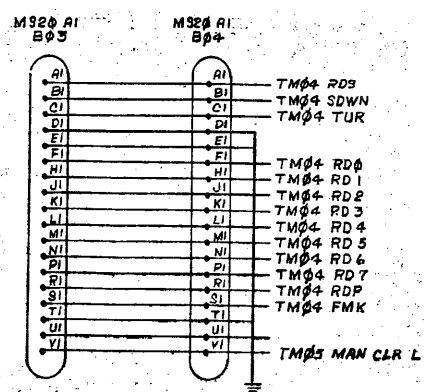 M920 A1
B03
M920 A1
B04
A1 A1 TM04 RDS
B1 B1 TM04 SDWN
C1 C1 TM04 TUR
D1 D1
E1 E1
F1 F1 TM04 RD0
H1 H1 TM04 RD1
J1 J1 TM04 RD2
K1 K1 TM04 RD3
L1 L1 TM04 RD4
M1 M1 TM04 RD5
N1 N1 TM04 RD6
P1 P1 TM04 RD7
R1 R1 TM04 RDP
S1 S1 TM04 FMK
T1 T1
U1 U1
V1 V1 TM05 MAN CLR L